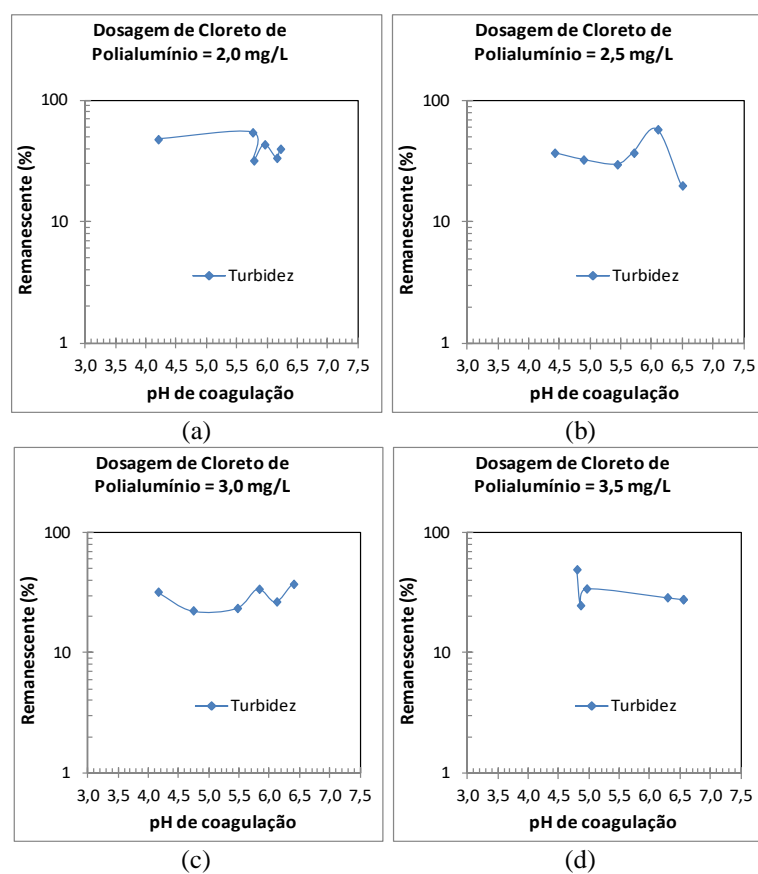 Dosagem de Cloreto de
Polialumínio = 2,0 mg/L
100
10
1
Remanescente (%)
Turbidez
3,0 3,5 4,0 4,5 5,0 5,5 6,0 6,5 7,0 7,5
pH de coagulação
(a)
Dosagem de Cloreto de
Polialumínio = 2,5 mg/L
100
10
1
Remanescente (%)
Turbidez
3,0 3,5 4,0 4,5 5,0 5,5 6,0 6,5 7,0 7,5
pH de coagulação
(b)
Dosagem de Cloreto de
Polialumínio = 3,0 mg/L
100
10
1
Remanescente (%)
Turbidez
3,0 3,5 4,0 4,5 5,0 5,5 6,0 6,5 7,0 7,5
pH de coagulação
(c)
Dosagem de Cloreto de
Polialumínio = 3,5 mg/L
100
10
1
Remanescente (%)
Turbidez
3,0 3,5 4,0 4,5 5,0 5,5 6,0 6,5 7,0 7,5
pH de coagulação
(d)